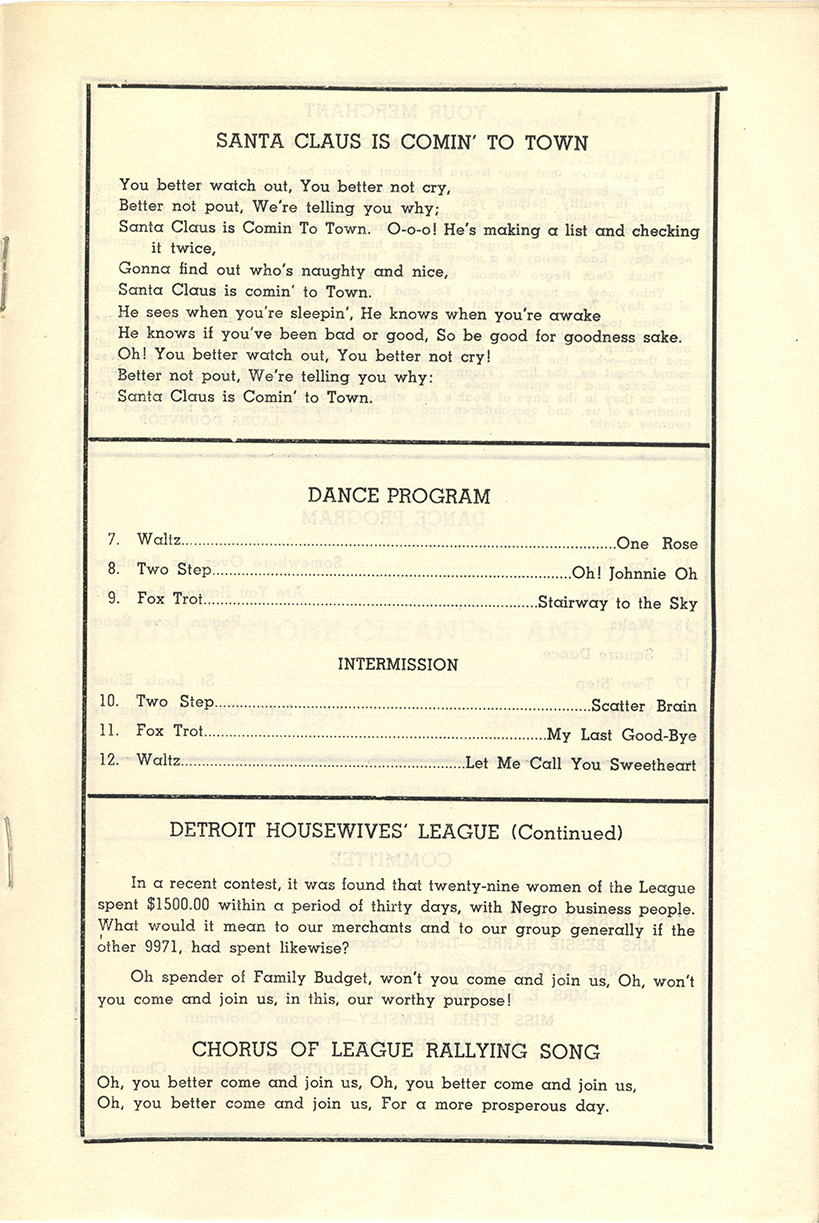 SANTA CLAUS IS COMIN' TO TOWN
You better watch out, You better not cry,
Better not pout, We're telling you why;
Santa Claus is Comin To Town. O-o-o! He's making a list and checking
it twice,
Gonna find out who's naughty and nice,
Santa Claus is comin' to Town.
He sees when you're sleepin', He knows when you're awake
He knows if you've been bad or good, So be good for goodness sake.
Oh! You better watch out, You better not cry!
Better not pout, We're telling you why:
Santa Claus is Comin' to Town.
DANCE PROGRAM
7. Waltz........................One Rose
8. Two Step........................Oh! Johnnie Oh
9. Fox Trot........................Stairway to the Sky
INTERMISSION
10. Two Step........................Scatter Brain
11. Fox Trot........................My Last Good-Bye
12. Waltz........................Let Me Call You Sweetheart
DETROIT HOUSEWIVES' LEAGUE (Continued)
In a recent contest, it was found that twenty-nine women of the League
spent $1500.00 within a period of thirty days, with Negro business people.
What would it mean to our merchants and to our group generally if the
other 9971, had spent likewise?
Oh spender of Family Budget, won't you come and join us, Oh, won't
you come and join us, in this, our worthy purpose!
CHORUS OF LEAGUE RALLYING SONG
Oh, you better come and join us, Oh, you better come and join us,
Oh, you better come and join us, For a more prosperous day.